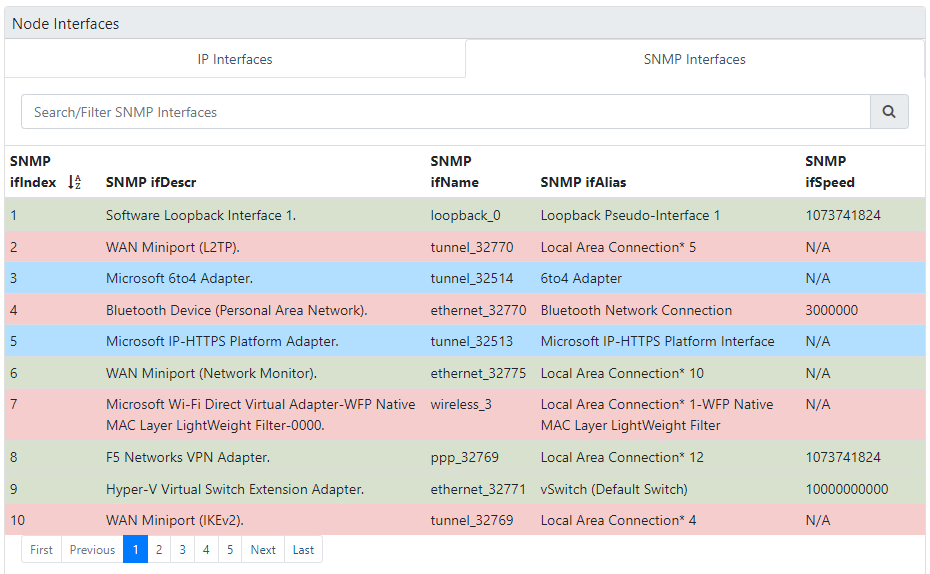 Node Interfaces
IP Interfaces SNMP Interfaces
Search/Filter SNMP Interfaces
SNMP ifIndex SNMP ifDescr SNMP ifName SNMP ifAlias SNMP ifSpeed
1 Software Loopback Interface 1. loopback_0 Loopback Pseudo-Interface 1 1073741824
2 WAN Miniport (L2TP). tunnel_32770 Local Area Connection* 5 N/A
3 Microsoft 6to4 Adapter. tunnel_32514 6to4 Adapter N/A
4 Bluetooth Device (Personal Area Network). ethernet_32770 Bluetooth Network Connection 3000000
5 Microsoft IP-HTTPS Platform Adapter. tunnel_32513 Microsoft IP-HTTPS Platform Interface N/A
6 WAN Miniport (Network Monitor). ethernet_32775 Local Area Connection* 10 N/A
7 Microsoft Wi-Fi Direct Virtual Adapter-WFP Native wireless_3 Local Area Connection* 1-WFP Native N/A
MAC Layer LightWeight Filter-0000. MAC Layer LightWeight Filter
8 F5 Networks VPN Adapter. ppp_32769 Local Area Connection* 12 1073741824
9 Hyper-V Virtual Switch Extension Adapter. ethernet_32771 vSwitch (Default Switch) 10000000000
10 WAN Miniport (IKEv2). tunnel_32769 Local Area Connection* 4 N/A
First Previous 1 2 3 4 5 Next Last